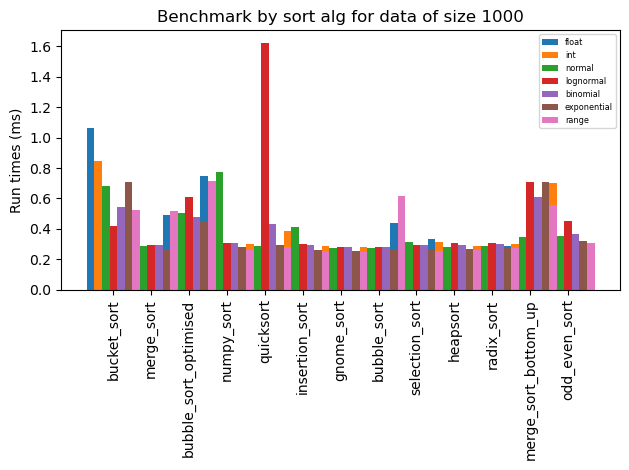 Benchmark by sort alg for data of size 1000
Run times (ms)
1.6
1.4
1.2
1.0
0.8
0.6
0.4
0.2
0.0
float
int
normal
lognormal
binomial
exponential
range
bucket_sort
merge_sort
bubble_sort_optimised
numpy_sort
quicksort
insertion_sort
gnome_sort
bubble_sort
selection_sort
heapsort
radix_sort
merge_sort_bottom_up
odd_even_sort